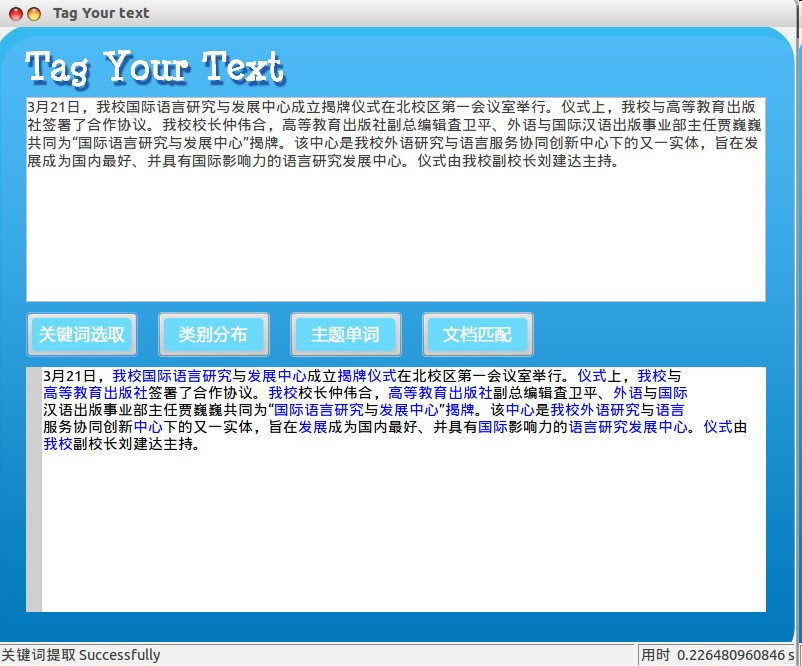 Tag Your text
Tag Your Text
3月21日，我校国际语言研究与发展中心成立揭牌仪式在北校区第一会议室举行。仪式上，我校与高等教育出版
社签署了合作协议。我校校长仲伟合，高等教育出版社副总编辑查卫平、外语与国际汉语出版事业部主任贾巍巍
共同为“国际语言研究与发展中心”揭牌。该中心是我校外语研究与语言服务协同创新中心下的又一实体，旨在发
展成为国内最好、并具有国际影响力的语言研究发展中心。仪式由我校副校长刘建达主持。
关键词选取 类别分布 主题单词 文档匹配
3月21日，我校国际语言研究与发展中心成立揭牌仪式在北校区第一会议室举行。仪式上，我校与
高等教育出版社签署了合作协议。我校校长仲伟合，高等教育出版社副总编辑查卫平、外语与国际
汉语出版事业部主任贾巍巍共同为“国际语言研究与发展中心”揭牌。该中心是我校外语研究与语言
服务协同创新中心下的又一实体，旨在发展成为国内最好、并具有国际影响力的语言研究发展中心。仪式由
我校副校长刘建达主持。
关键词提取 Successfully
用时 0.226480960846 s